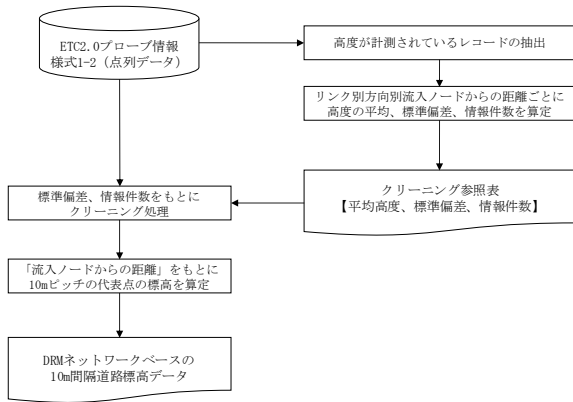 ETC2.0プローブ情報
様式1-2（点列データ）
高度が計測されているレコードの抽出
リンク別方向別流入ノードからの距離ごとに
高度の平均、標準偏差、情報件数を算定
クリーニング参照表
【平均高度、標準偏差、情報件数】
標準偏差、情報件数をもとに
クリーニング処理
「流入ノードからの距離」をもとに
10mピッチの代表点の標高を算定
DRMネットワークベースの
10m間隔道路標高データ